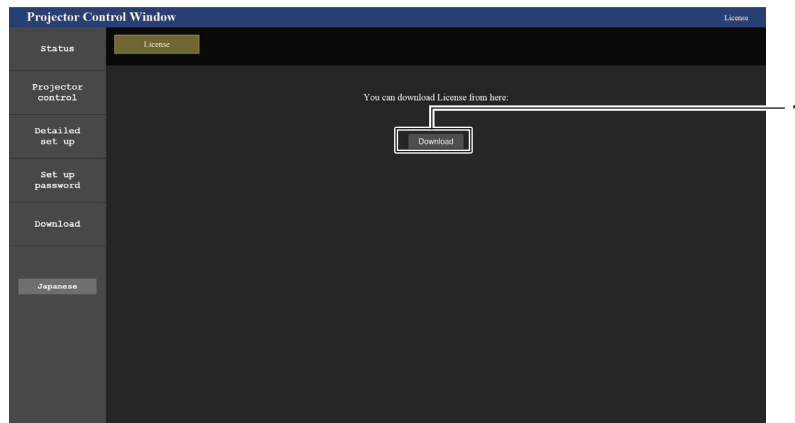 Projector Control Window
License
Status
License
Projector
control
You can download License from here:
Download
Detailed
set up
Set up
password
Download
Japanese